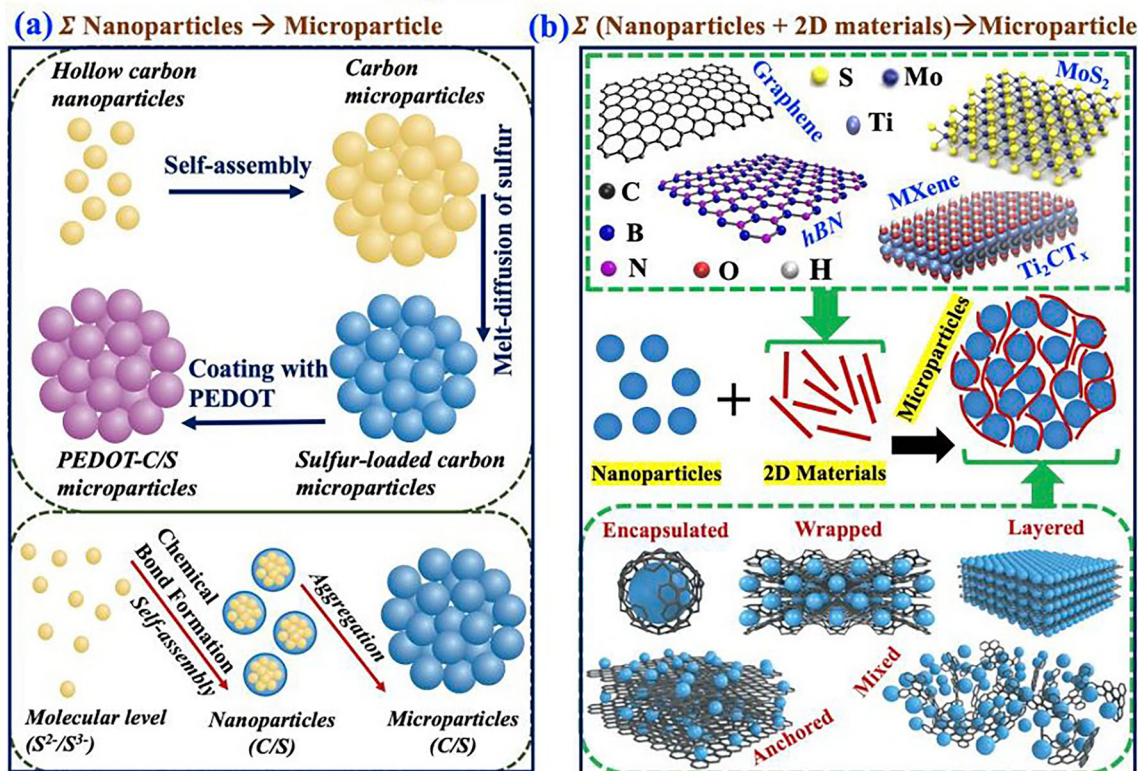 (a) Σ Nanoparticles → Microparticle
Hollow carbon
nanoparticles
Carbon
microparticles
Self-assembly
Melt-diffusion of sulfur
Coating with
PEDOT
PEDOT-C/S
microparticles
Sulfur-loaded carbon
microparticles
Chemical
Bond Formation
Self-assembly
Aggregation
Molecular level
(S²⁻/S³⁻)
Nanoparticles
(C/S)
Microparticles
(C/S)
(b) Σ (Nanoparticles + 2D materials)→Microparticle
Graphene
S
Mo
Ti
MoS₂
C
B
N
O
H
hBN
MXene
Ti₂CTₓ
Microparticles
+
Nanoparticles
2D Materials
Encapsulated
Wrapped
Layered
Anchored
Mixed